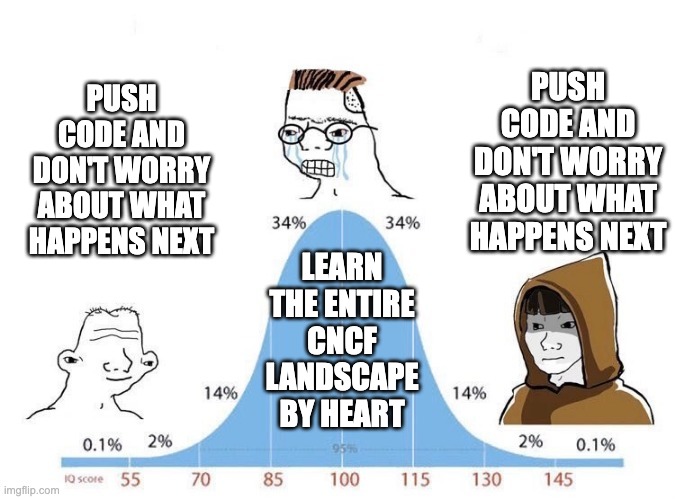 PUSH
CODE AND
DON'T WORRY
ABOUT WHAT
HAPPENS NEXT
PUSH
CODE AND
DON'T WORRY
ABOUT WHAT
HAPPENS NEXT
34% 34%
LEARN
THE ENTIRE
CNCF
LANDSCAPE
BY HEART
14% 14%
95%
0.1% 2% 2% 0.1%
IQ score 55 70 85 100 115 130 145
imgflip.com